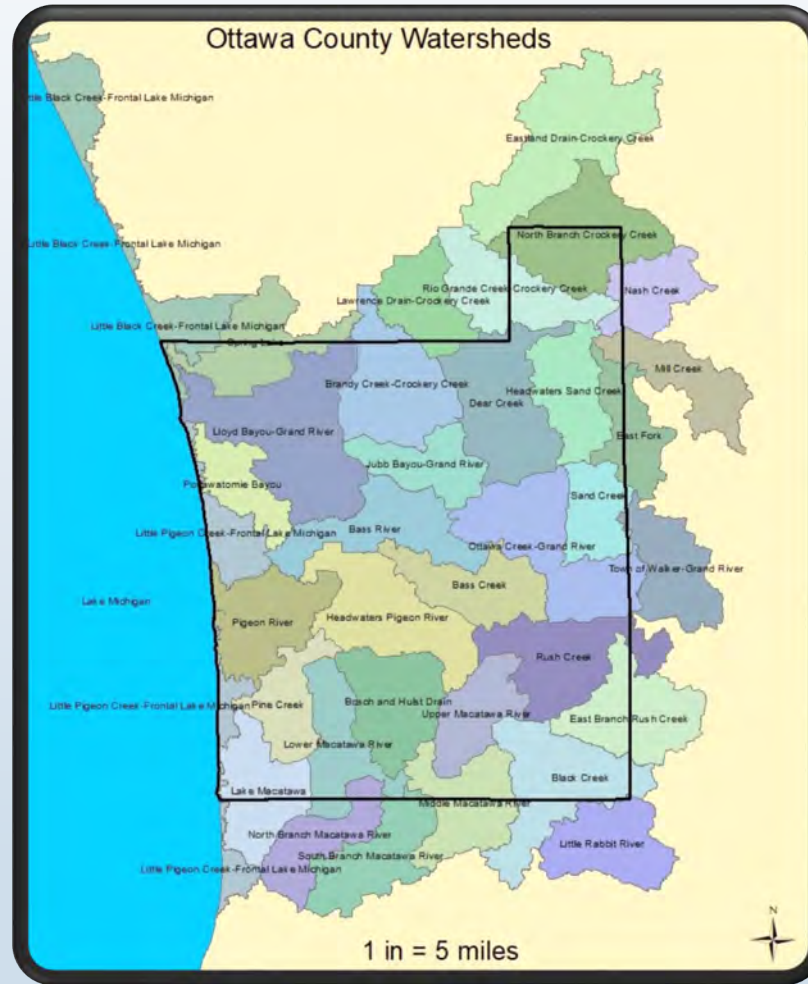 Ottawa County Watersheds
ttle Black Creek-Frontal Lake Michigan
Eastland Drain-Crockery Creek
North Branch Crockery Creek
Little Black Creek-Frontal Lake Michigan
Rio Grande Creek-Crockery Creek
Nash Creek
Lawrence Drain-Crockery Creek
Little Black Creek-Frontal Lake Michigan
Spring Lake
Mill Creek
Brandy Creek-Crockery Creek
Headwaters Sand Creek
Dear Creek
Lloyd Bayou-Grand River
East Fork
Jubb Bayou-Grand River
Pottawatomie Bayou
Sand Creek
Bass River
Little Pigeon Creek-Frontal Lake Michigan
Ottawa Creek-Grand River
Town of Walker-Grand River
Bass Creek
Lake Michigan
Headwaters Pigeon River
Pigeon River
Rush Creek
Bosch and Hulst Drain
Little Pigeon Creek-Frontal Lake Michigan
Pine Creek
Upper Macatawa River
East Branch Rush Creek
Lower Macatawa River
Black Creek
Lake Macatawa
Middle Macatawa River
North Branch Macatawa River
Little Rabbit River
South Branch Macatawa River
Little Pigeon Creek-Frontal Lake Michigan
N
1 in = 5 miles